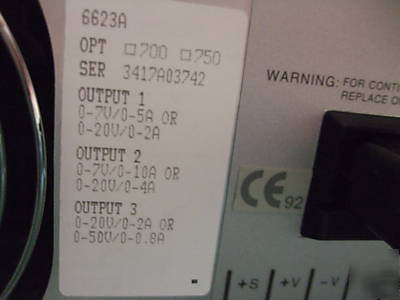 6623A
OPT □700 □750
SER 3417A03742
OUTPUT 1
0-7V/0-5A OR
0-20V/0-2A
OUTPUT 2
0-7V/0-10A OR
0-20V/0-4A
OUTPUT 3
0-20V/0-2A OR
0-50V/0-0.8A
WARNING: FOR CONTI
REPLACE O
CE 92
+S +V -V